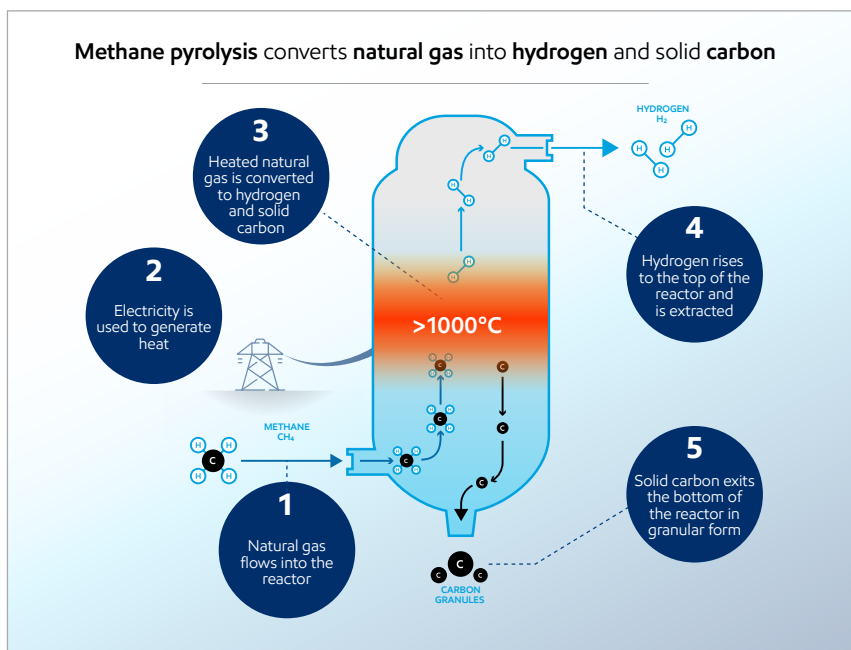 Methane pyrolysis converts natural gas into hydrogen and solid carbon
3
Heated natural
gas is converted
to hydrogen
and solid
carbon
HYDROGEN
H₂
H H
H H
H
H
H
H
H
H
4
Hydrogen rises
to the top of the
reactor and
is extracted
2
Electricity is
used to generate
heat
>1000°C
H H
C
H H
C
H H
C
H H
C
METHANE
CH₄
H H
C
H H
H H
C
H H
C
5
Solid carbon exits
the bottom of
the reactor in
granular form
1
Natural gas
flows into the
reactor
C
C C
CARBON
GRANULES